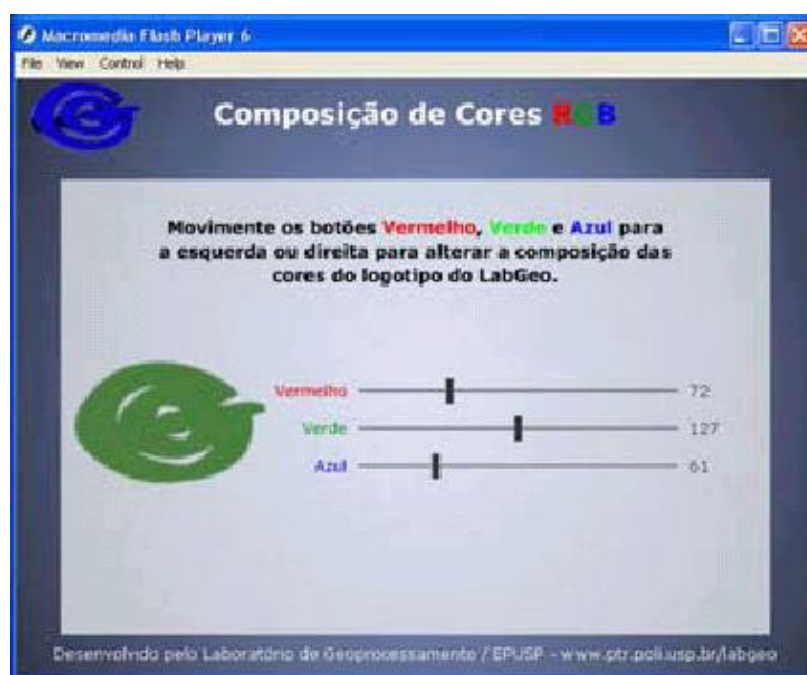 Macromedia Flash Player 6
File View Control Help
Composição de Cores RGB
Movimente os botões Vermelho, Verde e Azul para
a esquerda ou direita para alterar a composição das
cores do logotipo do LabGeo.
Vermelho 72
Verde 127
Azul 61
Desenvolvido pelo Laboratório de Geoprocessamento / EPUSP - www.ptr.poli.usp.br/labgeo